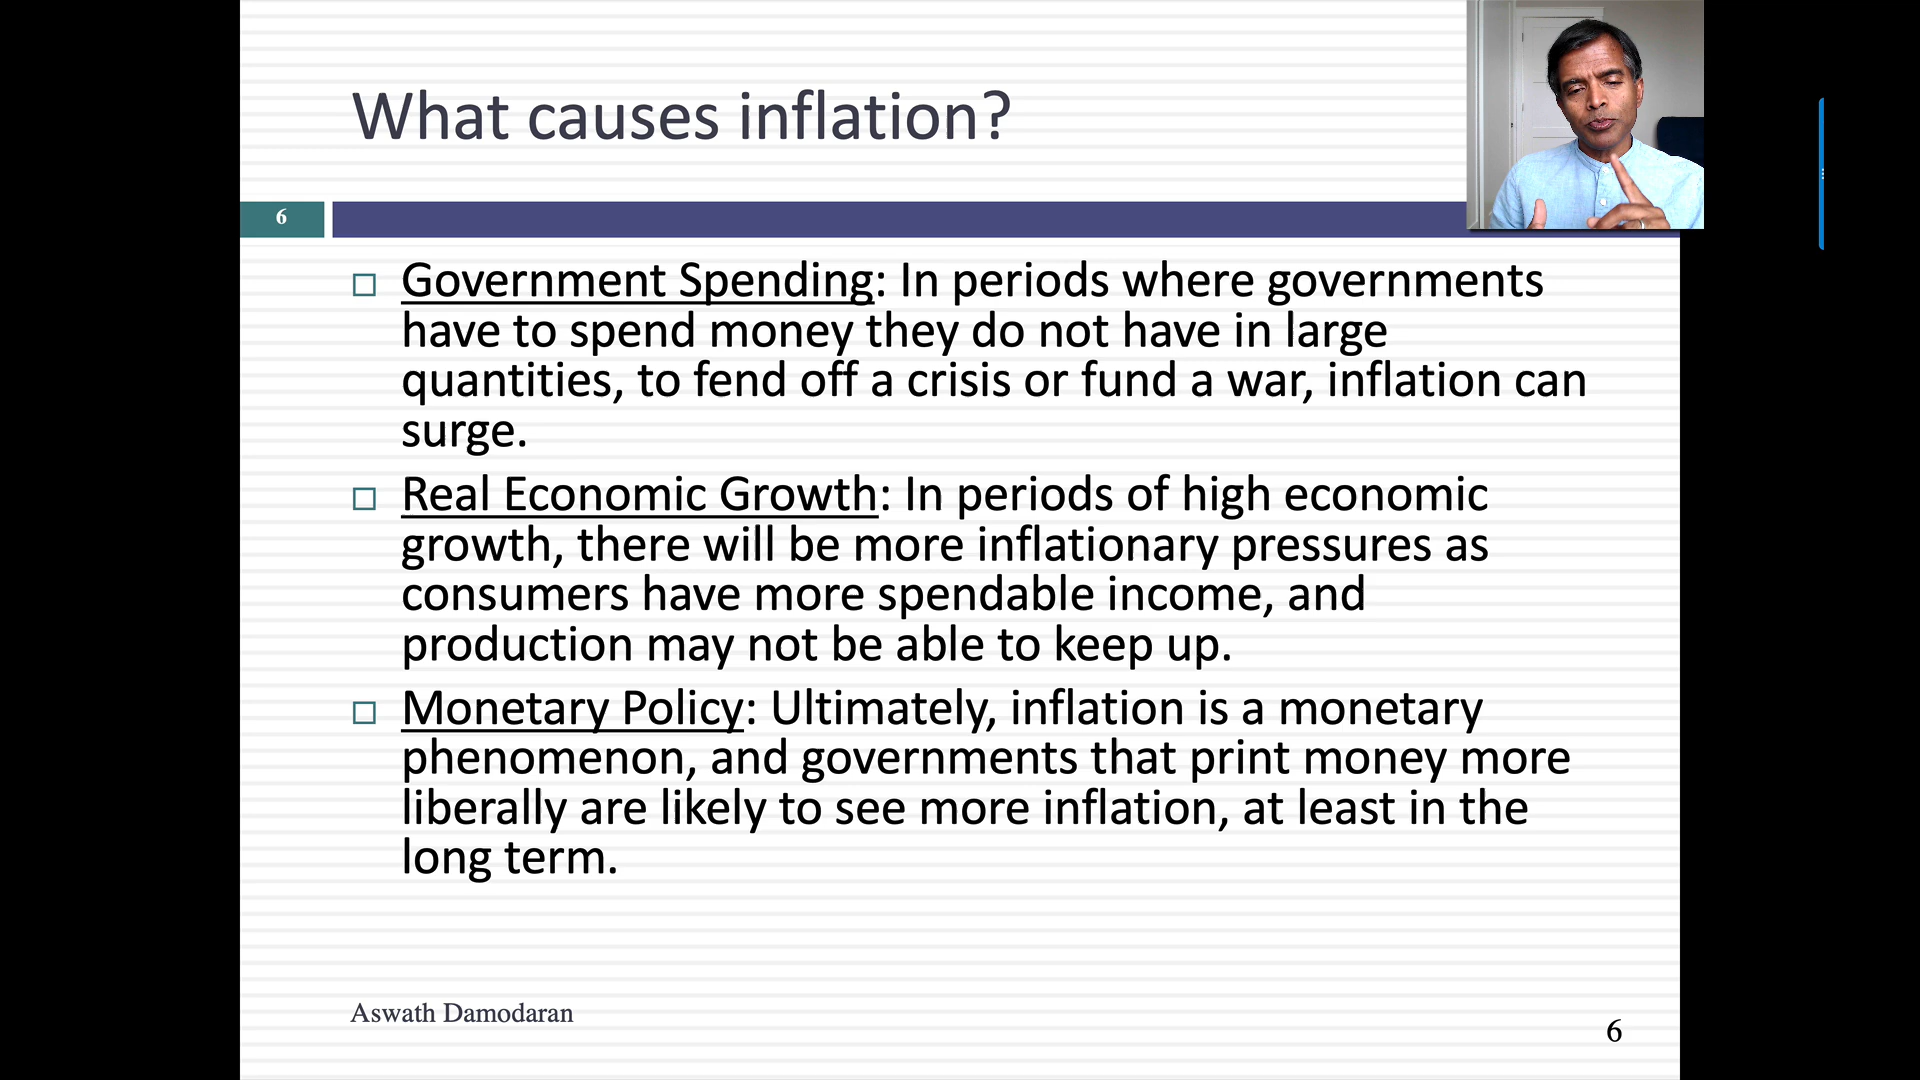 What causes inflation?
6
Government Spending: In periods where governments
have to spend money they do not have in large
quantities, to fend off a crisis or fund a war, inflation can
surge.
Real Economic Growth: In periods of high economic
growth, there will be more inflationary pressures as
consumers have more spendable income, and
production may not be able to keep up.
Monetary Policy: Ultimately, inflation is a monetary
phenomenon, and governments that print money more
liberally are likely to see more inflation, at least in the
long term.
Aswath Damodaran
6